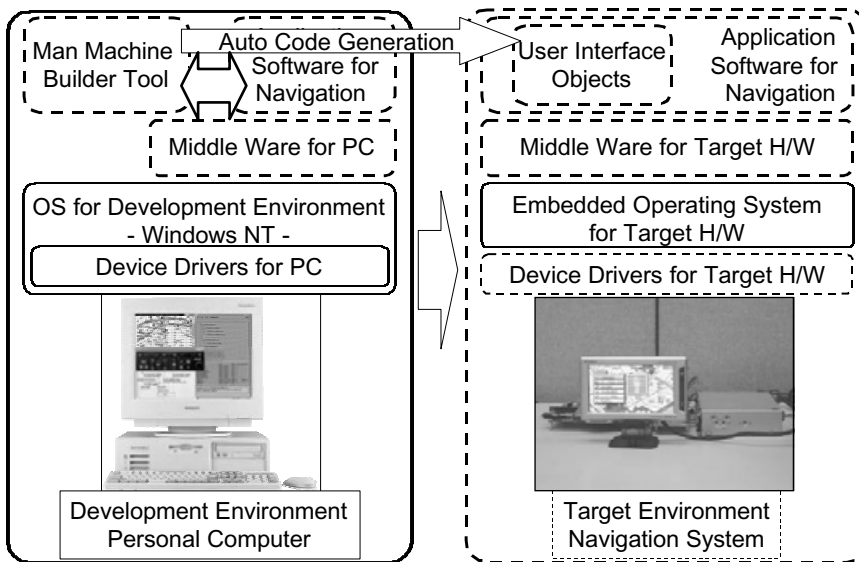 Man Machine
Builder Tool
Auto Code Generation
Software for
Navigation
Middle Ware for PC
OS for Development Environment
- Windows NT -
Device Drivers for PC
Development Environment
Personal Computer
User Interface
Objects
Application
Software for
Navigation
Middle Ware for Target H/W
Embedded Operating System
for Target H/W
Device Drivers for Target H/W
Target Environment
Navigation System